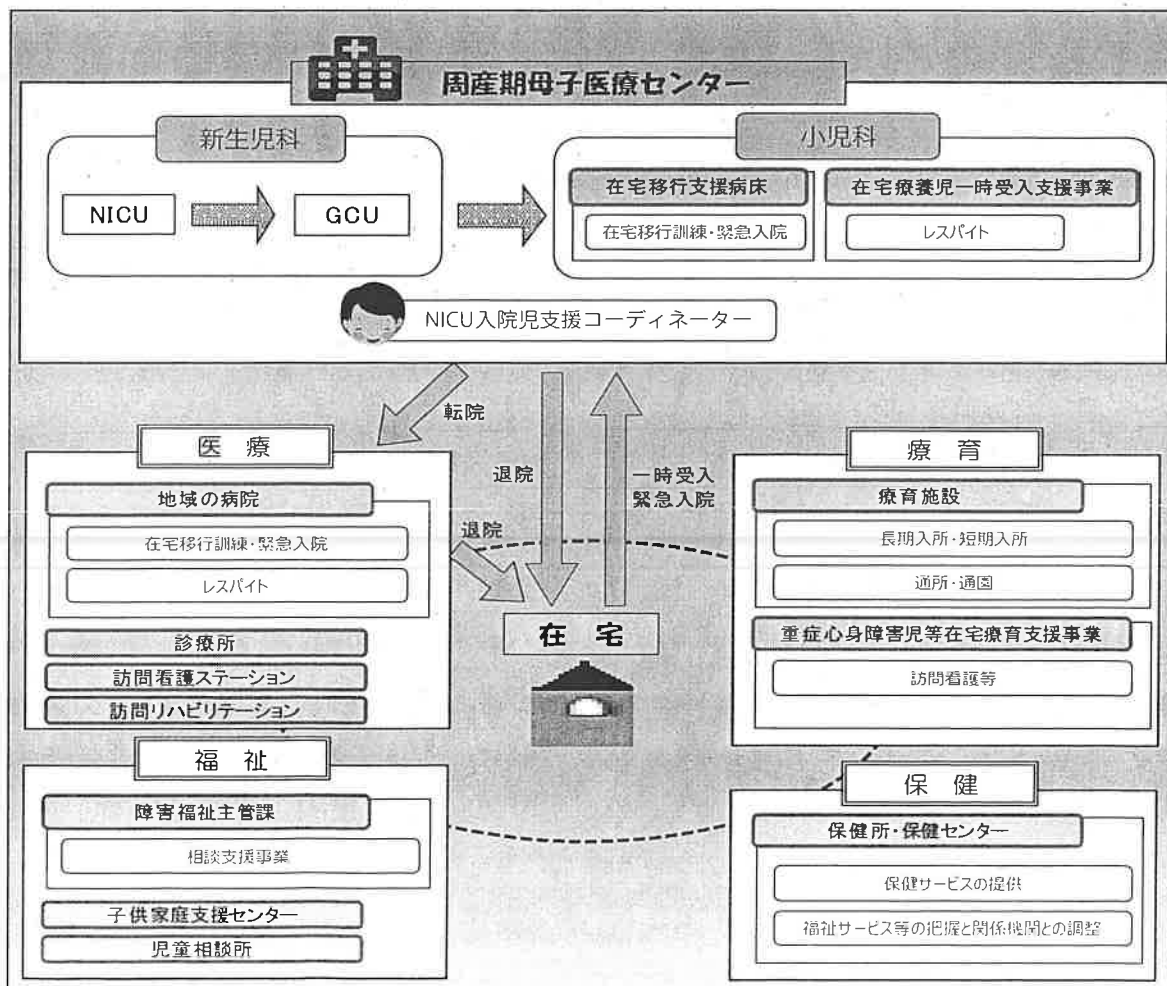 周産期母子医療センター
新生児科
NICU
GCU
小児科
在宅移行支援病床
在宅移行訓練・緊急入院
在宅療養児一時受入支援事業
レスパイト
NICU入院児支援コーディネーター
転院
退院
一時受入
緊急入院
退院
医療
地域の病院
在宅移行訓練・緊急入院
レスパイト
診療所
訪問看護ステーション
訪問リハビリテーション
在宅
療育
療育施設
長期入所・短期入所
通所・通園
重症心身障害児等在宅療育支援事業
訪問看護等
福祉
障害福祉主管課
相談支援事業
子供家庭支援センター
児童相談所
保健
保健所・保健センター
保健サービスの提供
福祉サービス等の把握と関係機関との調整